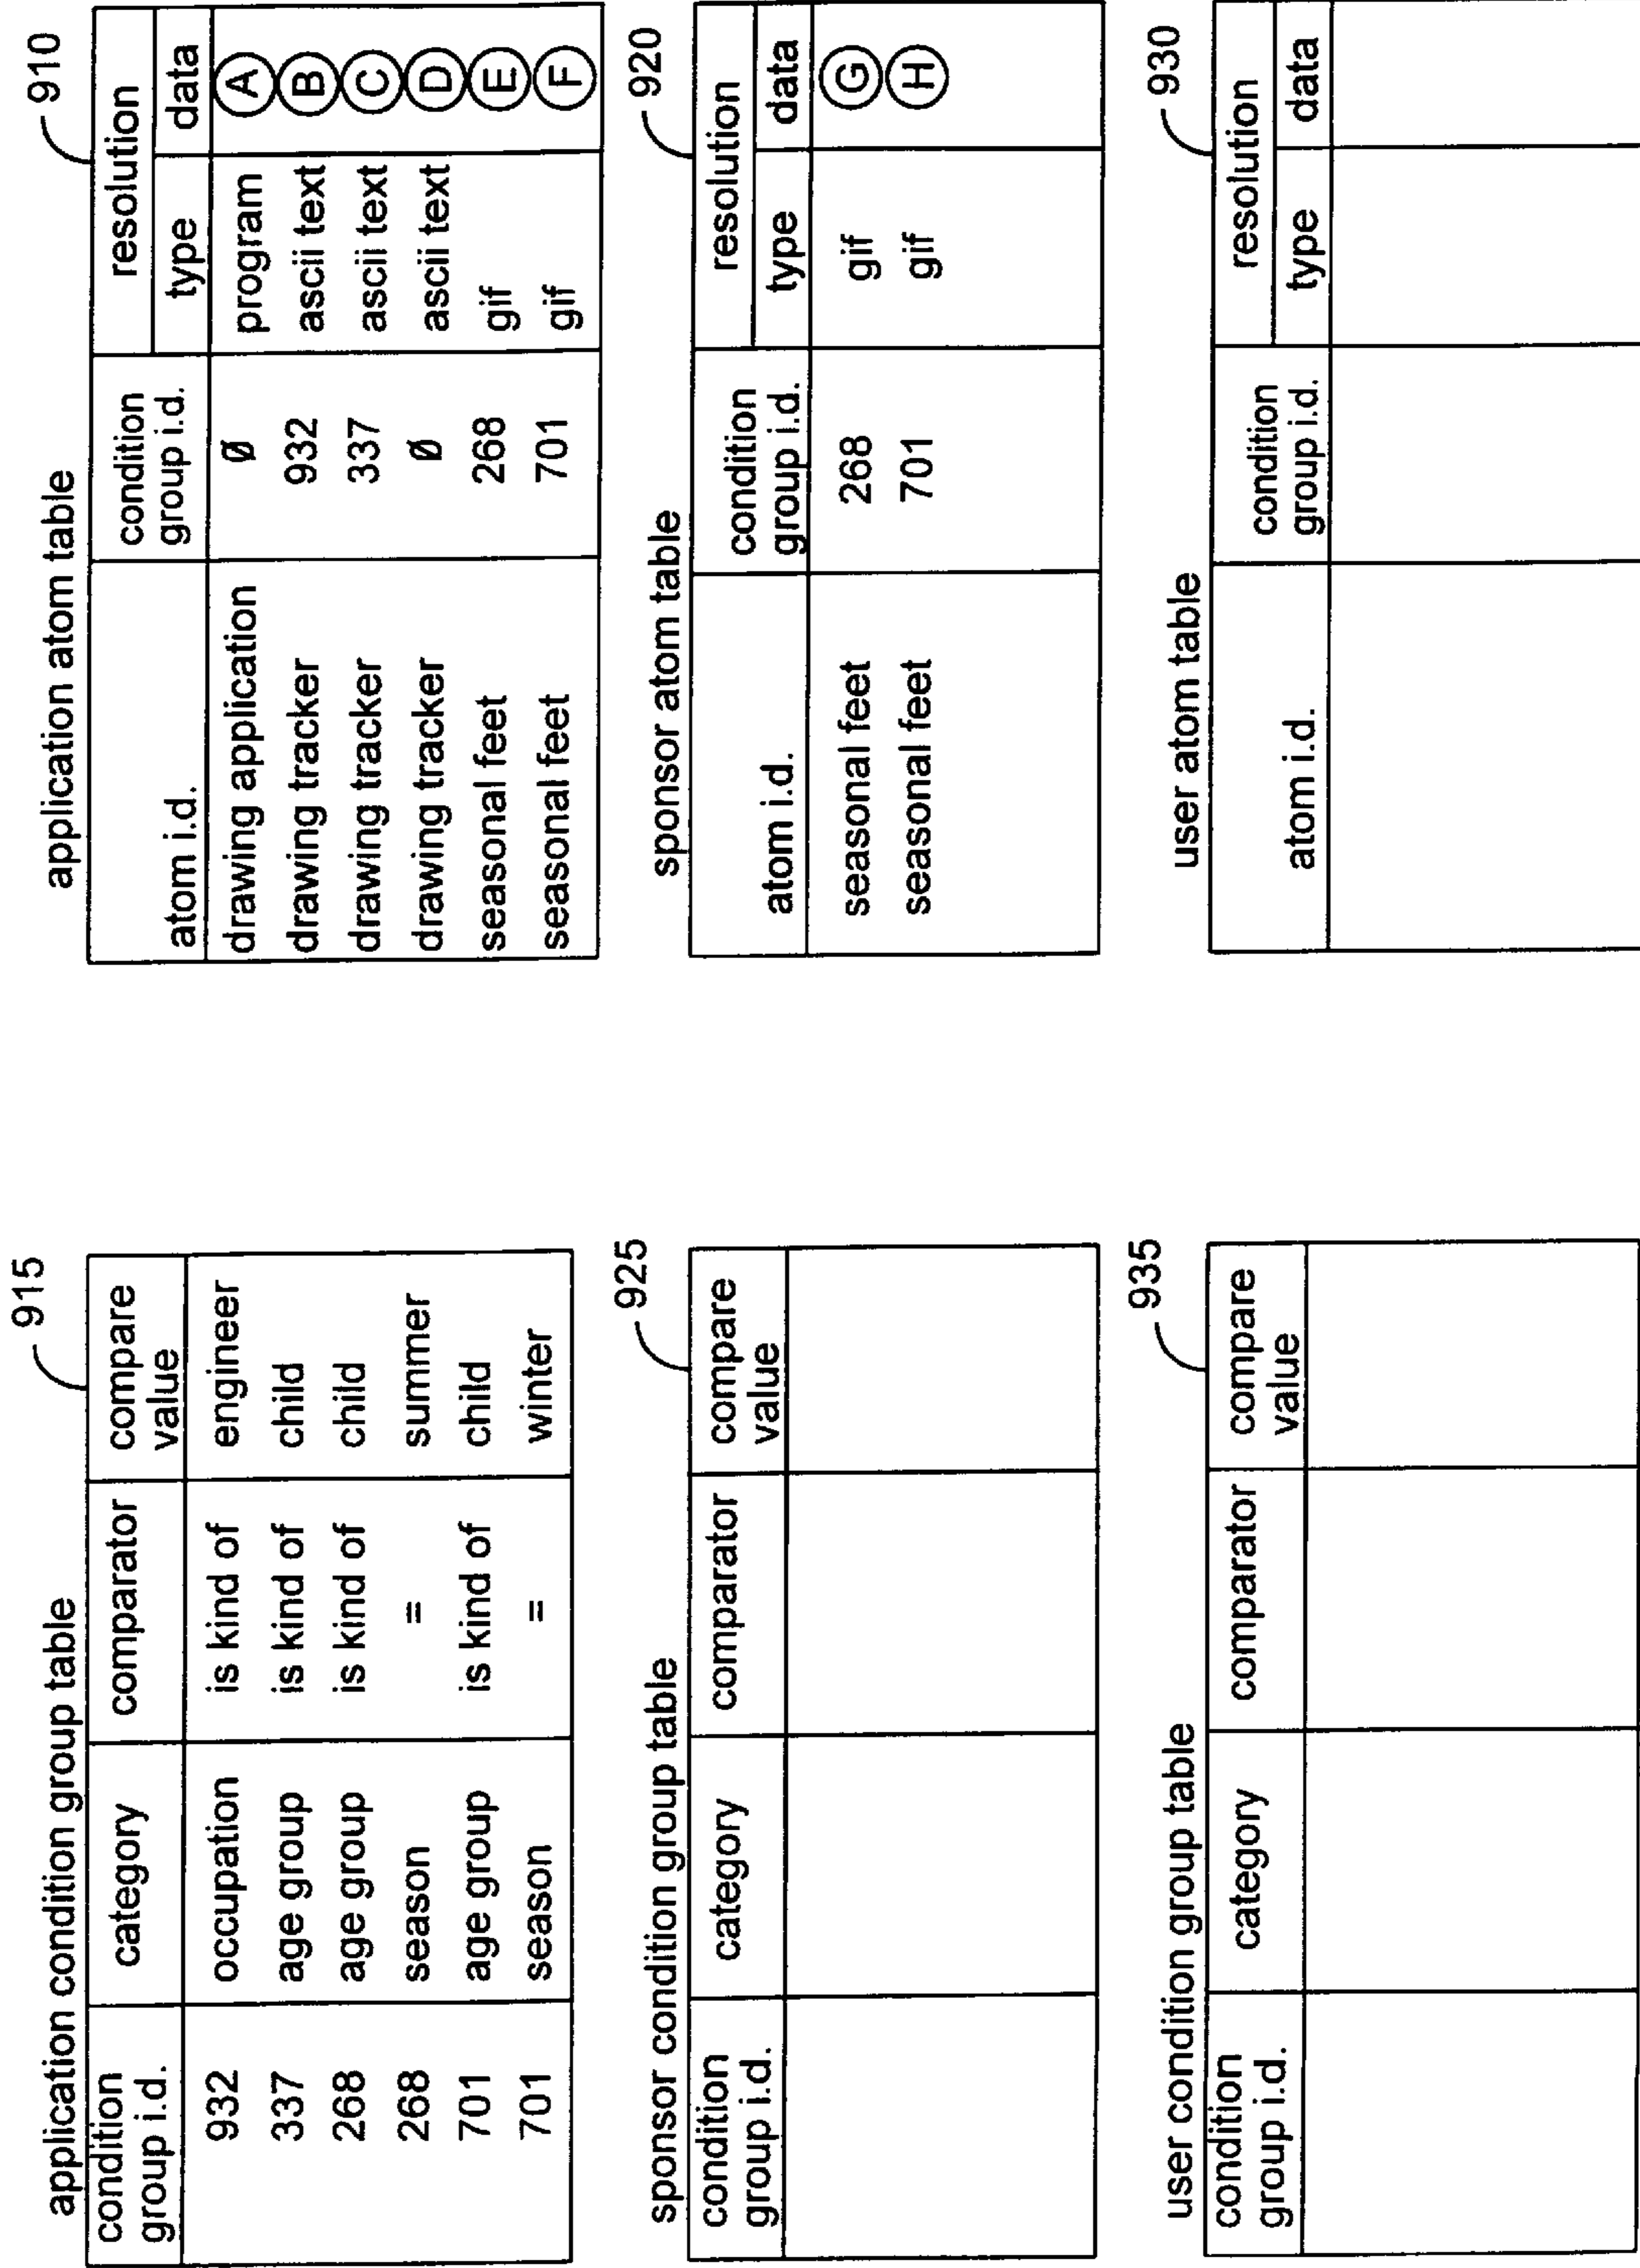 application condition group table
915
condition group i.d. category comparator compare value
932 occupation is kind of engineer
337 age group is kind of child
268 age group is kind of child
268 season = summer
701 age group is kind of child
701 season = winter
application atom table
910
atom i.d. condition group i.d. resolution
type data
drawing application Ø program A
drawing tracker 932 ascii text B
drawing tracker 337 ascii text C
drawing tracker Ø ascii text D
seasonal feet 268 gif E
seasonal feet 701 gif F
sponsor condition group table
925
condition group i.d. category comparator compare value
sponsor atom table
920
atom i.d. condition group i.d. resolution
type data
seasonal feet 268 gif G
seasonal feet 701 gif H
user condition group table
935
condition group i.d. category comparator compare value
user atom table
930
atom i.d. condition group i.d. resolution
type data